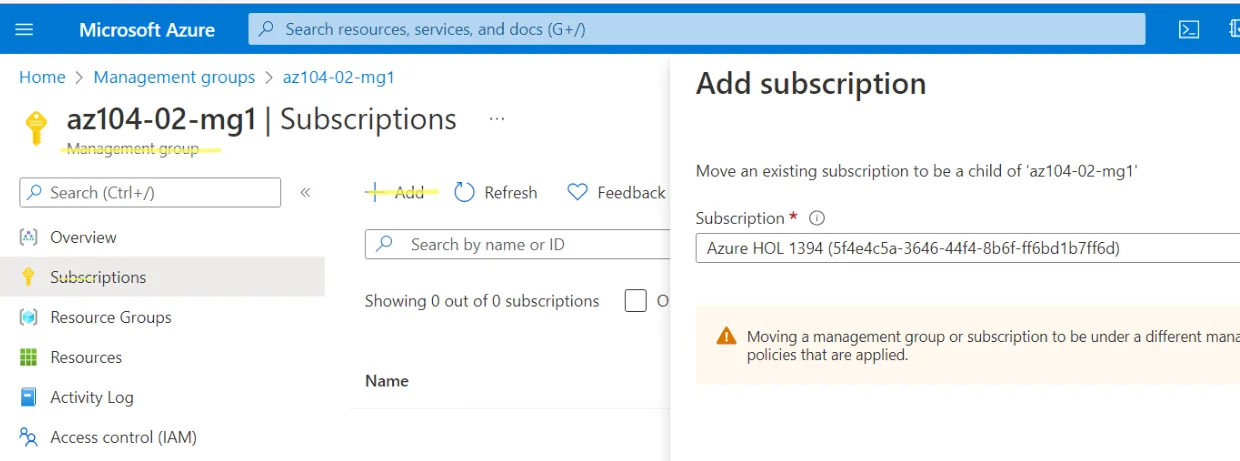 Microsoft Azure
Search resources, services, and docs (G+/)
Home > Management groups > az104-02-mg1
az104-02-mg1 | Subscriptions ...
Management group
Search (Ctrl+/)
«
+ Add
Refresh
Feedback
Overview
Subscriptions
Resource Groups
Resources
Activity Log
Access control (IAM)
Search by name or ID
Showing 0 out of 0 subscriptions
Name
Add subscription
Move an existing subscription to be a child of 'az104-02-mg1'
Subscription *
Azure HOL 1394 (5f4e4c5a-3646-44f4-8b6f-ff6bd1b7ff6d)
Moving a management group or subscription to be under a different mana
policies that are applied.